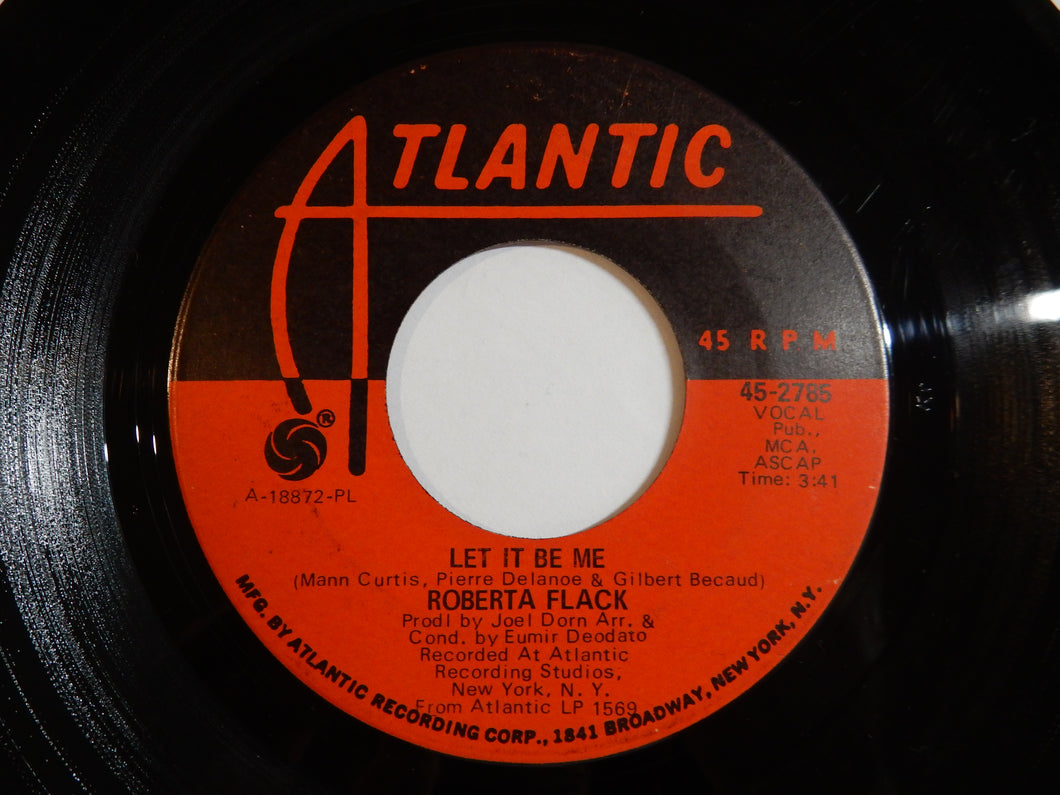 ATLANTIC
®
45 RPM
45-2785
VOCAL
Pub.,
MCA,
ASCAP
Time: 3:41
A-18872-PL
LET IT BE ME
(Mann Curtis, Pierre Delanoe & Gilbert Becaud)
ROBERTA FLACK
Prodl by Joel Dorn Arr. &
Cond. by Eumir Deodato
Recorded At Atlantic
Recording Studios,
New York, N. Y.
From Atlantic LP 1569
MFG. BY ATLANTIC RECORDING CORP., 1841 BROADWAY, NEW YORK, N.Y.